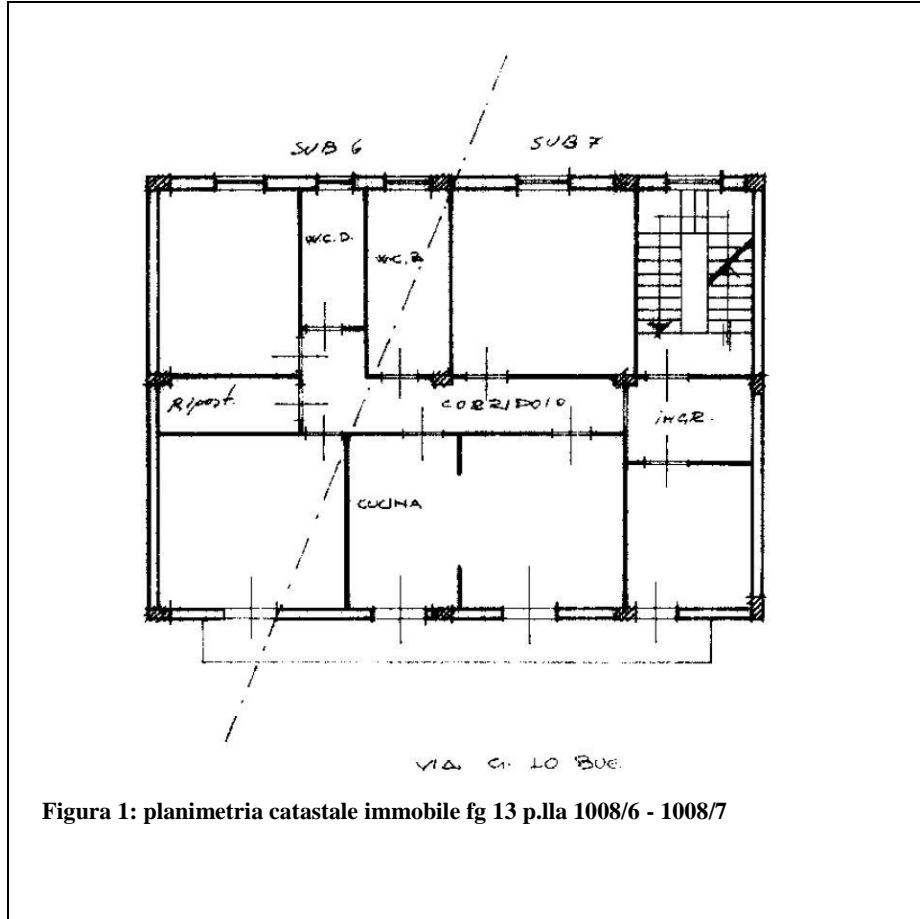 SUB 6
SUB 7
W.C.D.
W.C.B.
Ripost.
CORRIDOIO
INGR.
CUCINA
VIA G. LO BUE
Figura 1: planimetria catastale immobile fg 13 p.lla 1008/6 - 1008/7